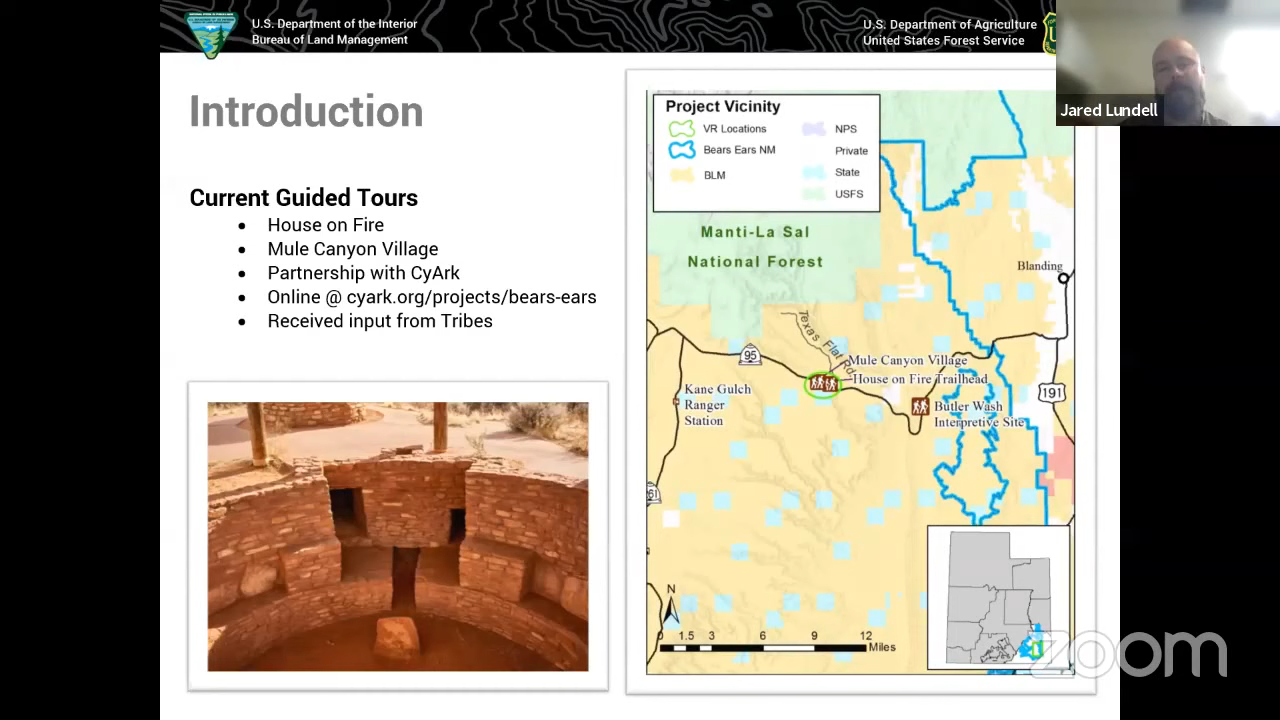 U.S. Department of the Interior
Bureau of Land Management
U.S. Department of Agriculture
United States Forest Service
Jared Lundell
Introduction
Current Guided Tours
• House on Fire
• Mule Canyon Village
• Partnership with CyArk
• Online @ cyark.org/projects/bears-ears
• Received input from Tribes
Project Vicinity
VR Locations
Bears Ears NM
BLM
NPS
Private
State
USFS
Manti-La Sal
National Forest
Blanding
Texas Flat Rd
95
Mule Canyon Village
House on Fire Trailhead
Kane Gulch
Ranger
Station
191
Butler Wash
Interpretive Site
61
N
0 1.5 3 6 9 12
Miles
zoom